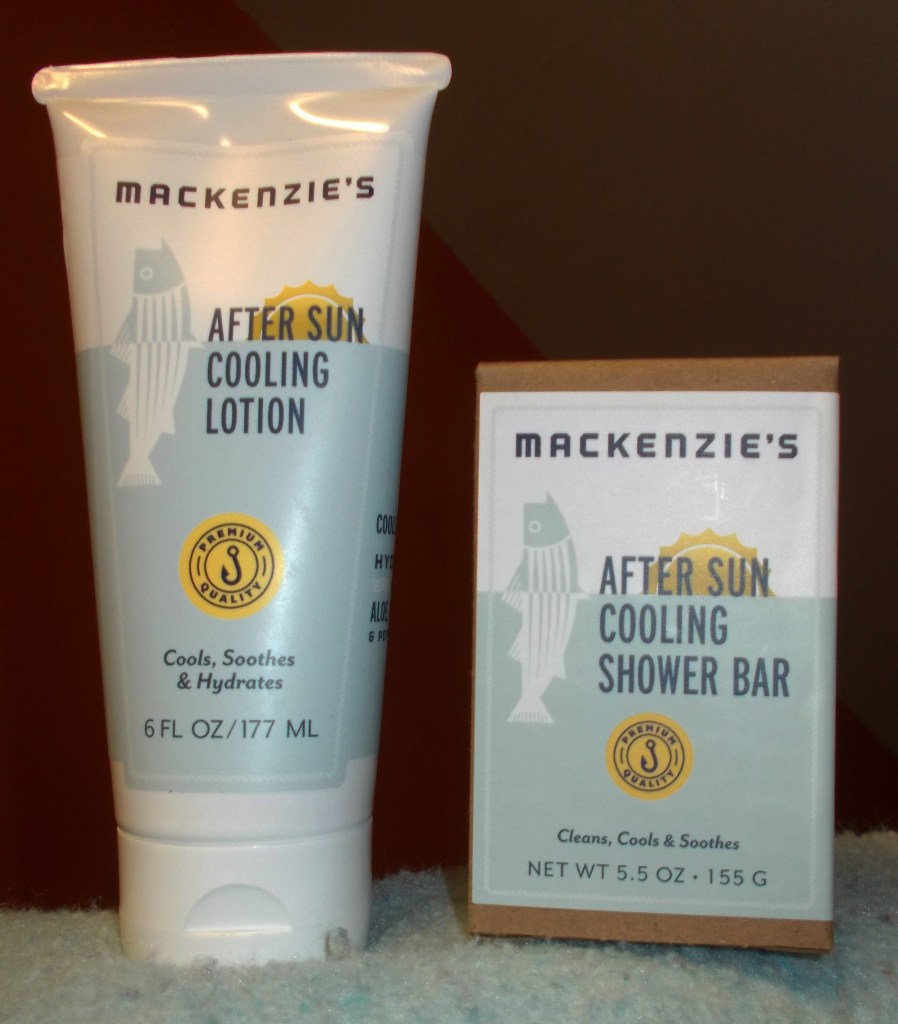 MACKENZIE'S
AFTER SUN
COOLING
LOTION
PREMIUM
QUALITY
Cools, Soothes
& Hydrates
6 FL OZ/177 ML
MACKENZIE'S
AFTER SUN
COOLING
SHOWER BAR
PREMIUM
QUALITY
Cleans, Cools & Soothes
NET WT 5.5 OZ • 155 G